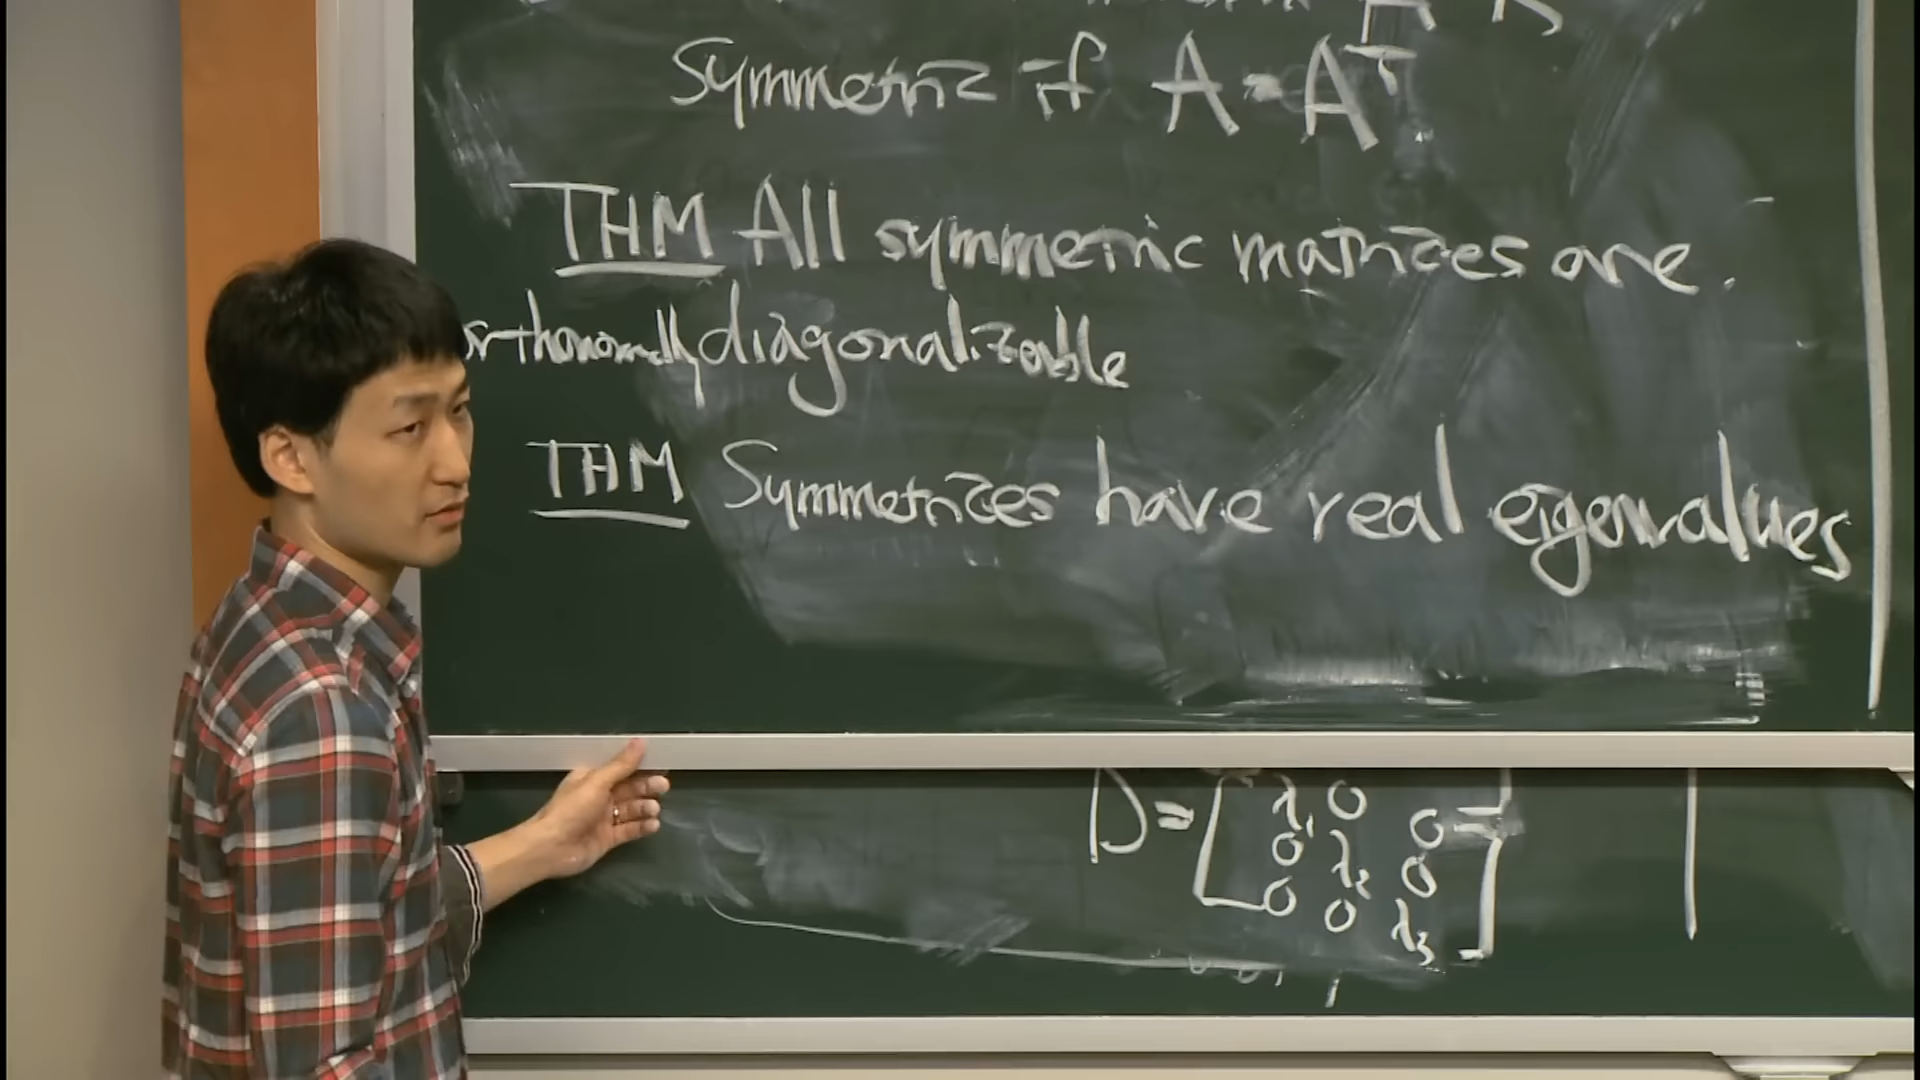 Symmetric if A = Aᵀ
THM All symmetric matrices are.
orthonormally diagonalizable
THM Symmetrices have real eigenvalues
D = [ λ₁ 0 0
0 λ₂ 0
0 0 λ₃ ]